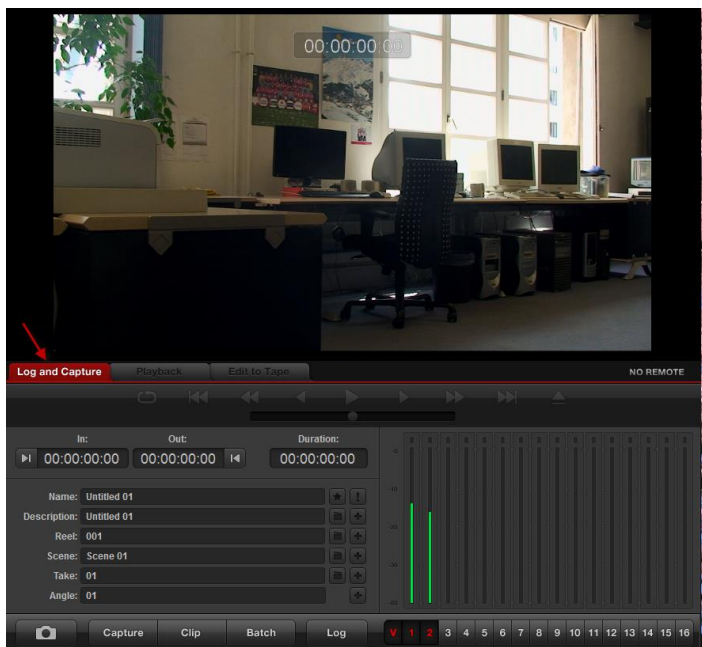 00:00:00:00
Log and Capture Playback Edit to Tape NO REMOTE
In: Out: Duration:
00:00:00:00 00:00:00:00 00:00:00:00
Name: Untitled 01
Description: Untitled 01
Reel: 001
Scene: Scene 01
Take: 01
Angle: 01
Capture Clip Batch Log V 1 2 3 4 5 6 7 8 9 10 11 12 13 14 15 16